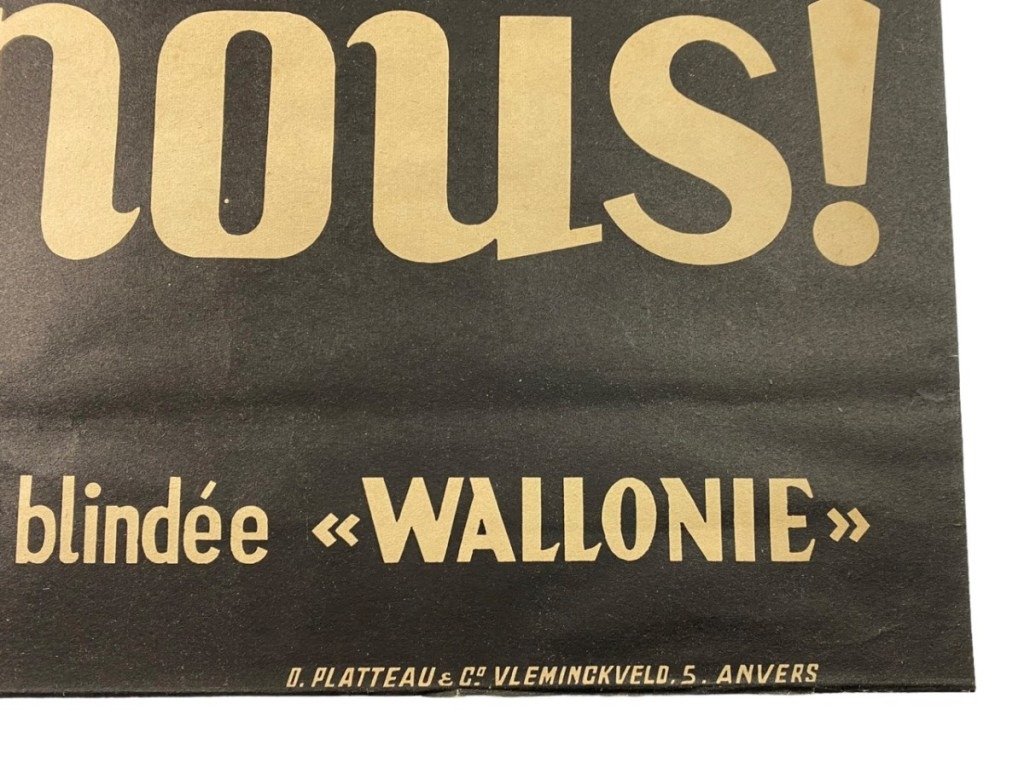 nous!
blindée «WALLONIE»
D. PLATTEAU & Cº VLEMINCKVELD, 5. ANVERS